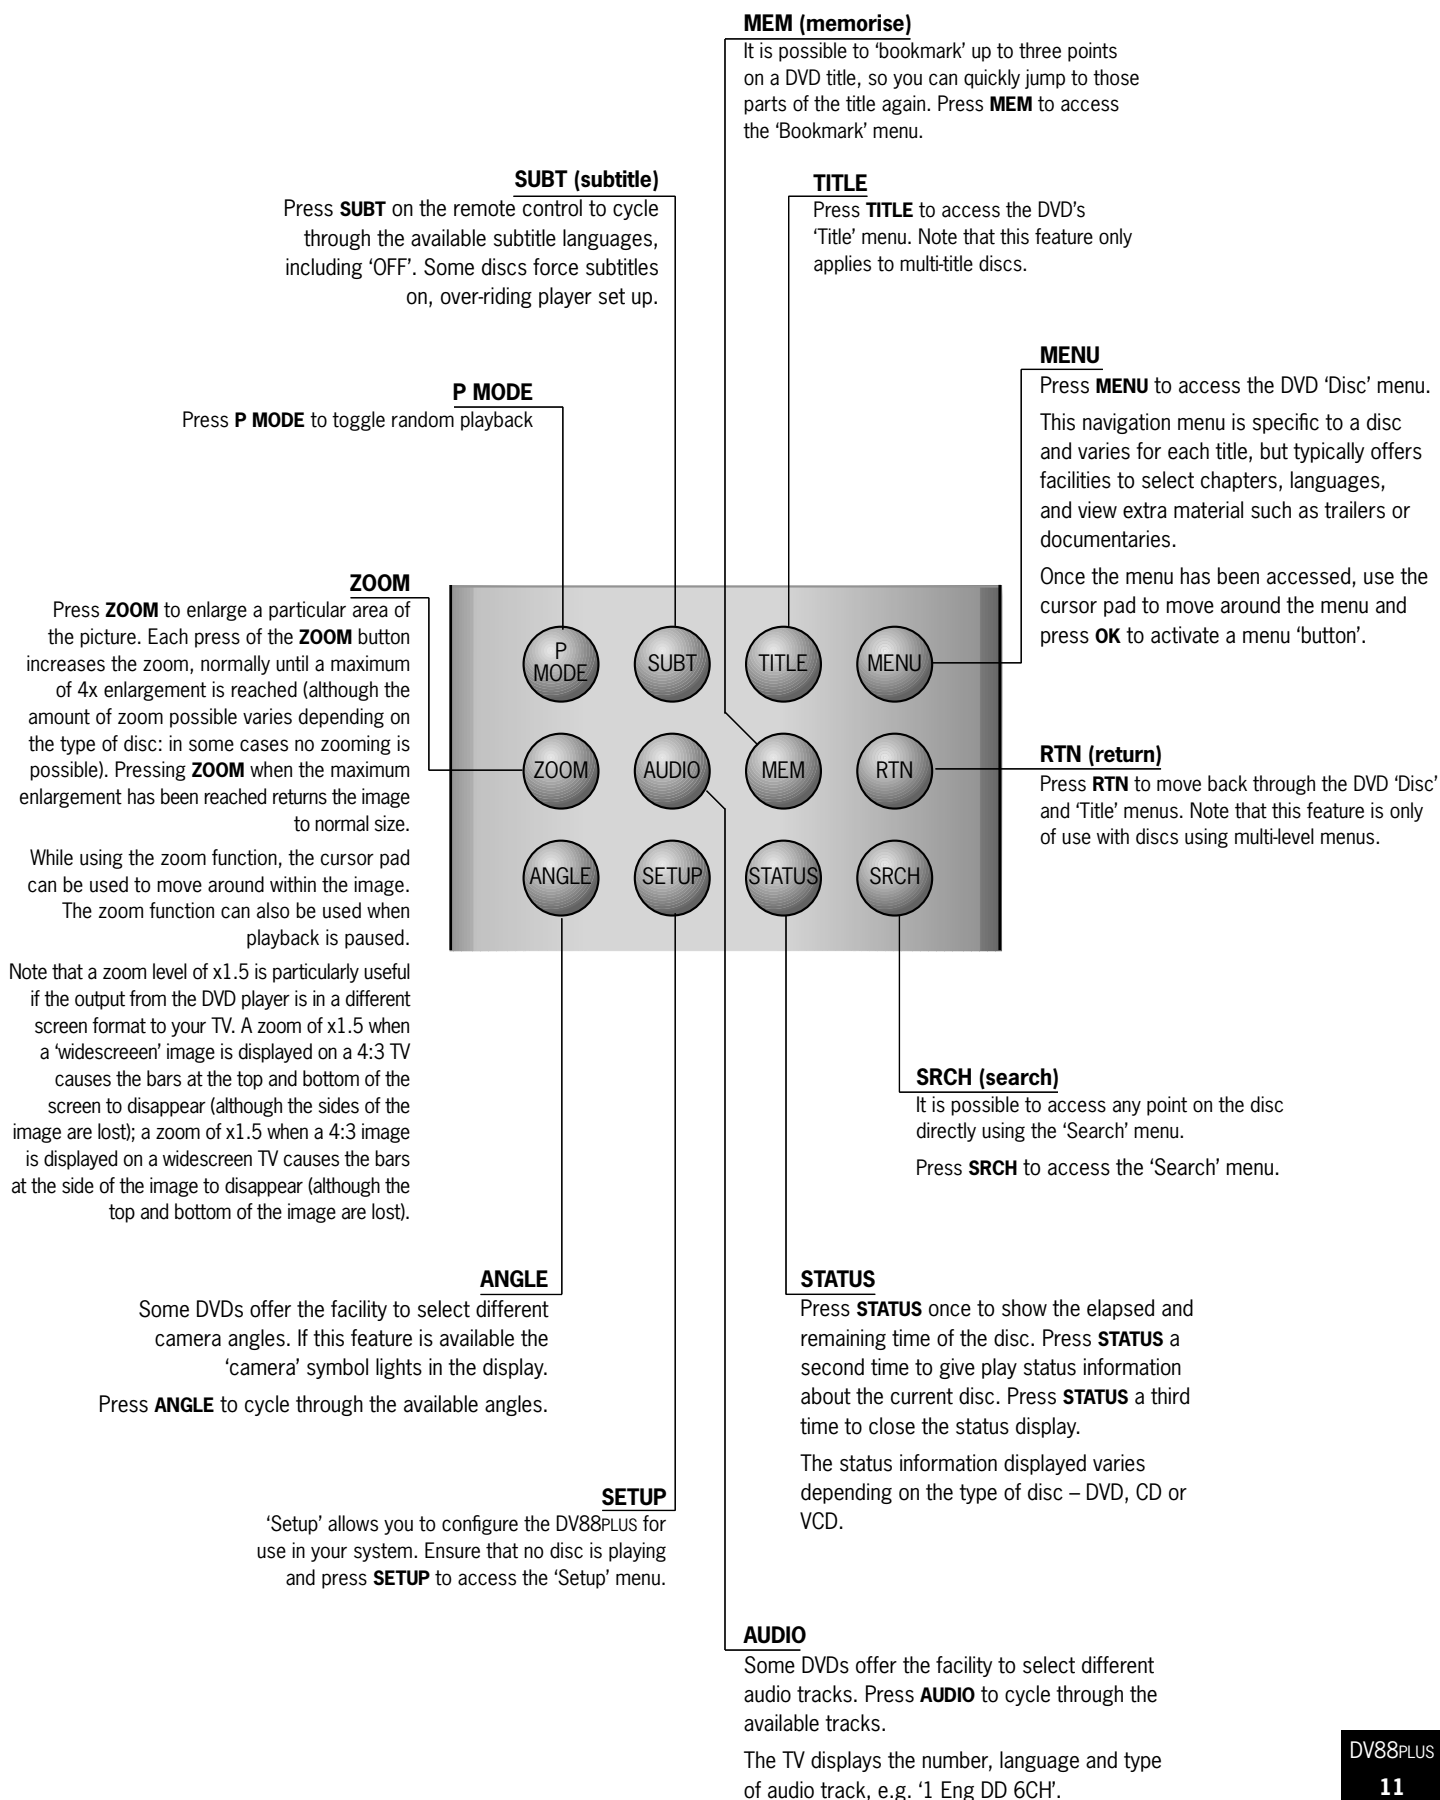 MEM (memorise)
It is possible to ‘bookmark’ up to three points
on a DVD title, so you can quickly jump to those
parts of the title again. Press MEM to access
the ‘Bookmark’ menu.
SUBT (subtitle)
Press SUBT on the remote control to cycle
through the available subtitle languages,
including ‘OFF’. Some discs force subtitles
on, over-riding player set up.
TITLE
Press TITLE to access the DVD’s
‘Title’ menu. Note that this feature only
applies to multi-title discs.
MENU
Press MENU to access the DVD ‘Disc’ menu.
This navigation menu is specific to a disc
and varies for each title, but typically offers
facilities to select chapters, languages,
and view extra material such as trailers or
documentaries.
Once the menu has been accessed, use the
cursor pad to move around the menu and
press OK to activate a menu ‘button’.
P MODE
Press P MODE to toggle random playback
ZOOM
Press ZOOM to enlarge a particular area of
the picture. Each press of the ZOOM button
increases the zoom, normally until a maximum
of 4x enlargement is reached (although the
amount of zoom possible varies depending on
the type of disc: in some cases no zooming is
possible). Pressing ZOOM when the maximum
enlargement has been reached returns the image
to normal size.
While using the zoom function, the cursor pad
can be used to move around within the image.
The zoom function can also be used when
playback is paused.
Note that a zoom level of x1.5 is particularly useful
if the output from the DVD player is in a different
screen format to your TV. A zoom of x1.5 when
a ‘widescreeen’ image is displayed on a 4:3 TV
causes the bars at the top and bottom of the
screen to disappear (although the sides of the
image are lost); a zoom of x1.5 when a 4:3 image
is displayed on a widescreen TV causes the bars
at the side of the image to disappear (although the
top and bottom of the image are lost).
P
MODE
SUBT
TITLE
MENU
ZOOM
AUDIO
MEM
RTN
ANGLE
SETUP
STATUS
SRCH
RTN (return)
Press RTN to move back through the DVD ‘Disc’
and ‘Title’ menus. Note that this feature is only
of use with discs using multi-level menus.
SRCH (search)
It is possible to access any point on the disc
directly using the ‘Search’ menu.
Press SRCH to access the ‘Search’ menu.
ANGLE
Some DVDs offer the facility to select different
camera angles. If this feature is available the
‘camera’ symbol lights in the display.
Press ANGLE to cycle through the available angles.
STATUS
Press STATUS once to show the elapsed and
remaining time of the disc. Press STATUS a
second time to give play status information
about the current disc. Press STATUS a third
time to close the status display.
The status information displayed varies
depending on the type of disc – DVD, CD or
VCD.
SETUP
‘Setup’ allows you to configure the DV88PLUS for
use in your system. Ensure that no disc is playing
and press SETUP to access the ‘Setup’ menu.
AUDIO
Some DVDs offer the facility to select different
audio tracks. Press AUDIO to cycle through the
available tracks.
The TV displays the number, language and type
of audio track, e.g. ‘1 Eng DD 6CH’.
DV88PLUS
11